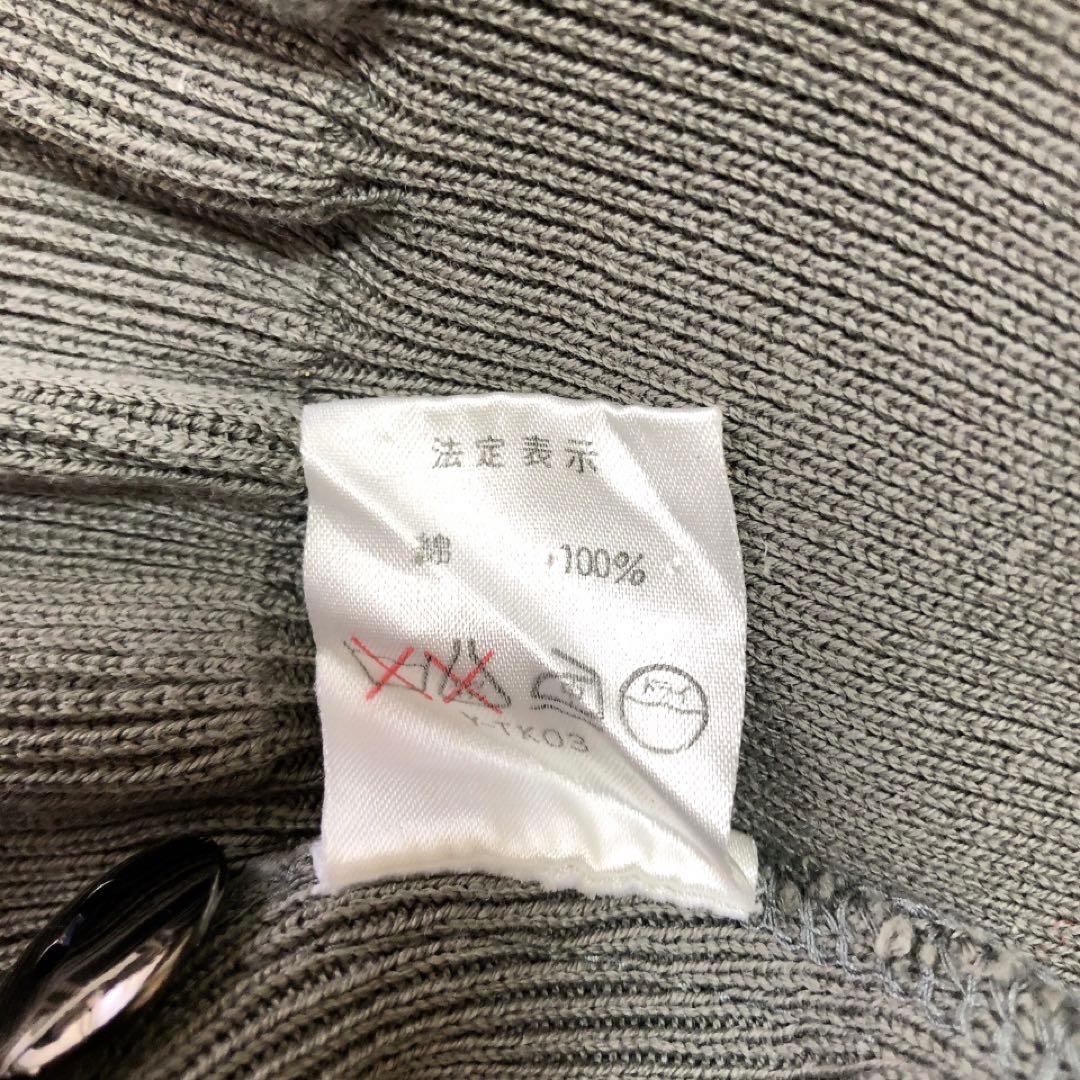 法定表示
綿 100%
ドライ
Y-TK03